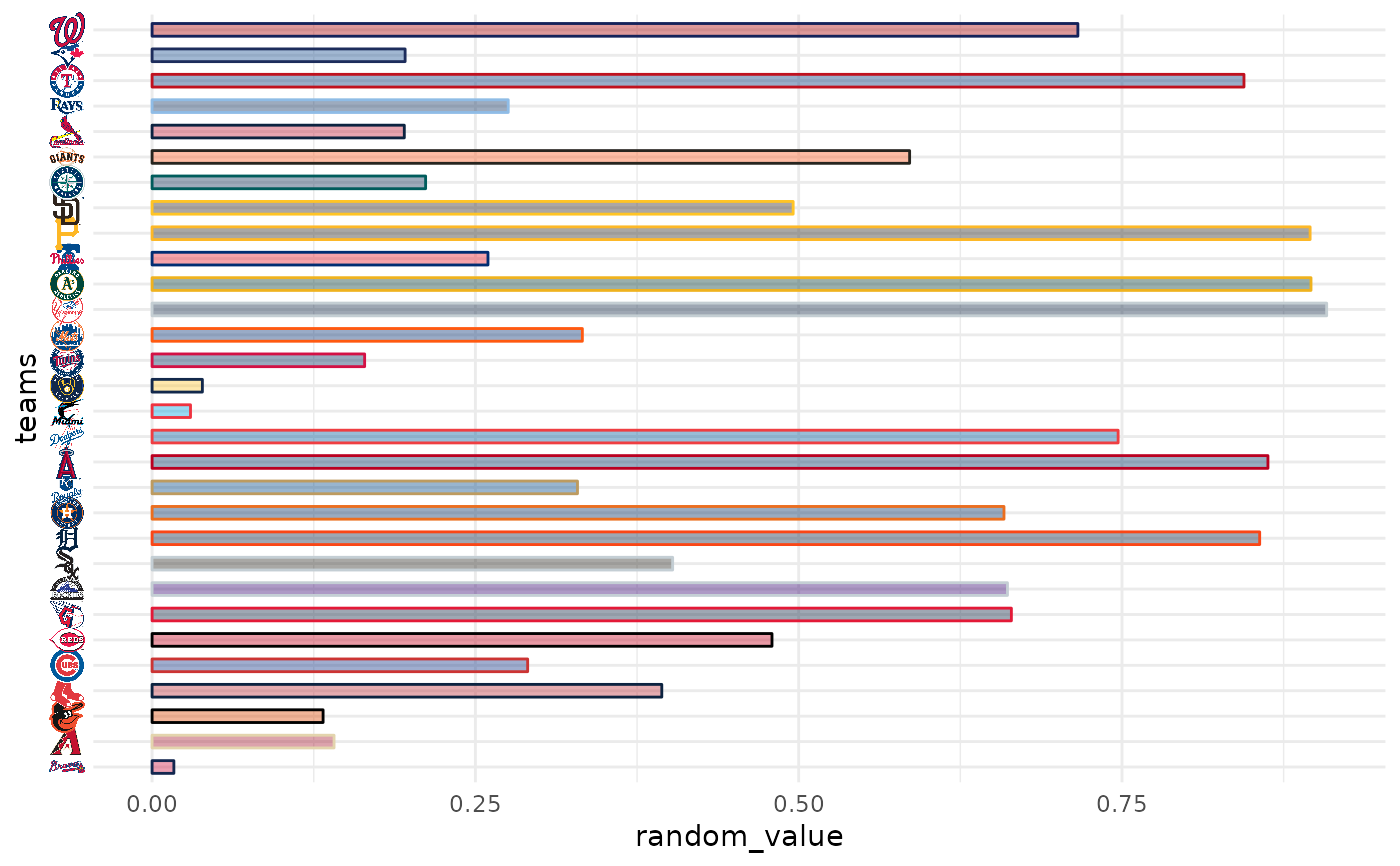 T
RAYS
Cardinals
GIANTS
Phillies
A's
Miami
Dodgers
A
Royals
REDS
CUBS
A
Braves
teams
0.00 0.25 0.50 0.75
random_value